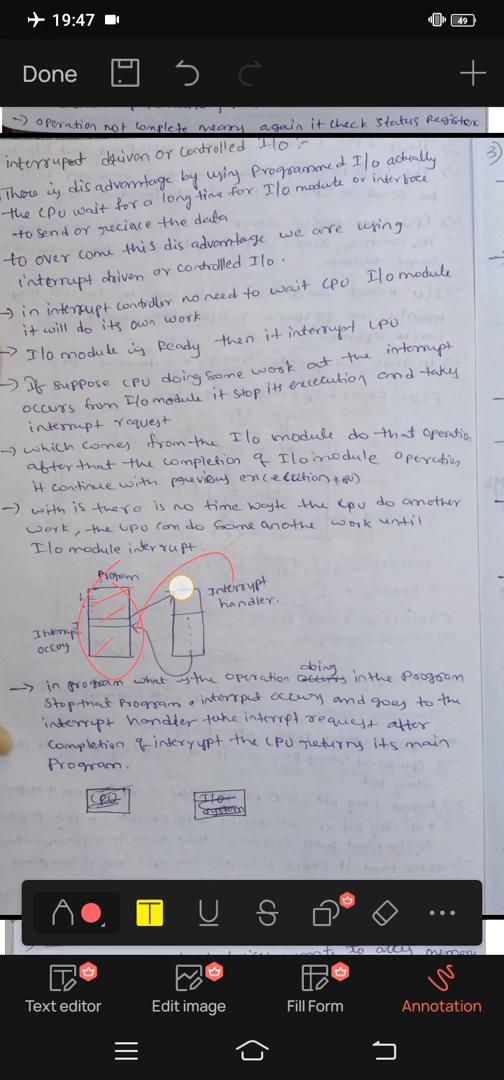 19:47
49
Done
→ operation not complete means again it check Status Register
interruped driven or controlled I/o :-
3)
There is dis advantage by using Programmed I/o actually
the CPU wait for a long time for I/o module or interface
to send or reciace the data
to over come this dis advantage we are using
interrupt driven or controlled I/o.
→ in interrupt controller no need to wait CPU I/o module
it will do its own work
→ I/o module is Ready then it interrupt CPU
→ If suppose CPU doing some work at the interrupt
occurs from I/o module it stop its excecution and takes
interrupt request
→ which comes from the I/o module do that operation
after that the completion of I/o module operation
it continue with previous excecution
→ with is there is no time waste the cpu do another
work, the CPU can do Some anothe work until
I/o module interrupt.
Program
Interrupt
handler.
Interrupt
occurs
→ in program what is the operation doing in the Program
Stop that Program & interrput occurs and goes to the
interrupt handler take interrpt request after
completion of interrypt the CPU returns its main
Program.
CPU
I/o
System
T
U
S
to memory
Text editor
Edit image
Fill Form
Annotation